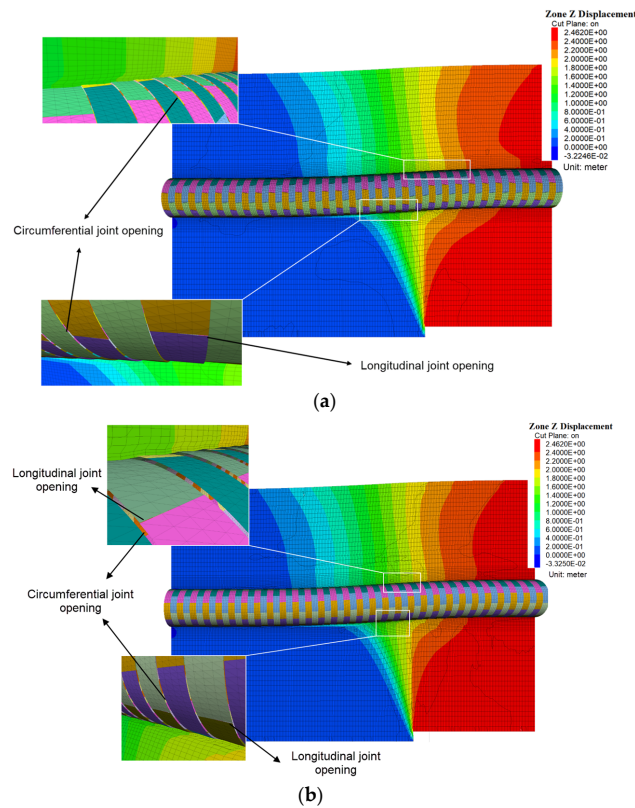 Zone Z Displacement
Cut Plane: on
2.4620E+00
2.4000E+00
2.2000E+00
2.0000E+00
1.8000E+00
1.6000E+00
1.4000E+00
1.2000E+00
1.0000E+00
8.0000E-01
6.0000E-01
4.0000E-01
2.0000E-01
0.0000E+00
-3.2246E-02
Unit: meter
Circumferential joint opening
Longitudinal joint opening
(a)
Zone Z Displacement
Cut Plane: on
2.4620E+00
2.4000E+00
2.2000E+00
2.0000E+00
1.8000E+00
1.6000E+00
1.4000E+00
1.2000E+00
1.0000E+00
8.0000E-01
6.0000E-01
4.0000E-01
2.0000E-01
0.0000E+00
-3.3250E-02
Unit: meter
Longitudinal joint
opening
Circumferential joint
opening
Longitudinal joint
opening
(b)